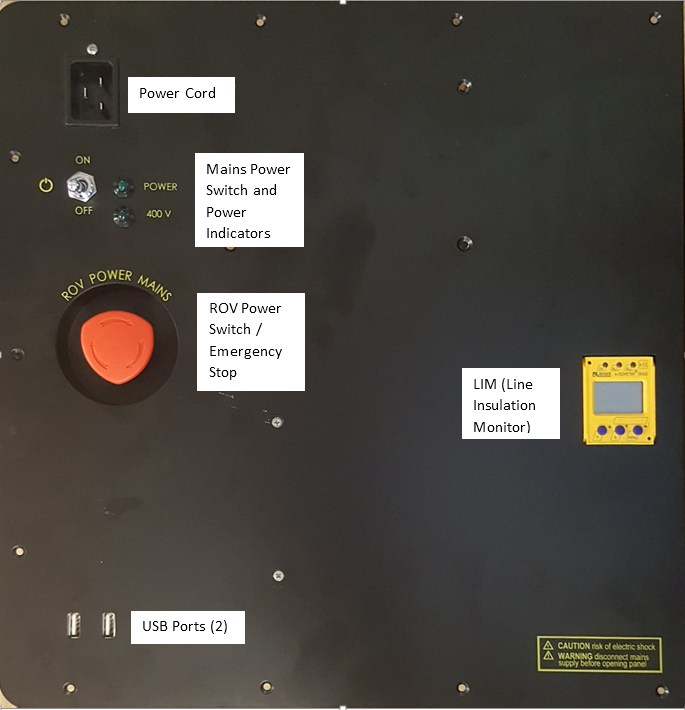 Power Cord
ON
OFF
POWER
400 V
Mains Power
Switch and
Power
Indicators
ROV POWER MAINS
ROV Power
Switch /
Emergency
Stop
LIM (Line
Insulation
Monitor)
USB Ports (2)
CAUTION risk of electric shock
WARNING disconnect mains
supply before opening panel